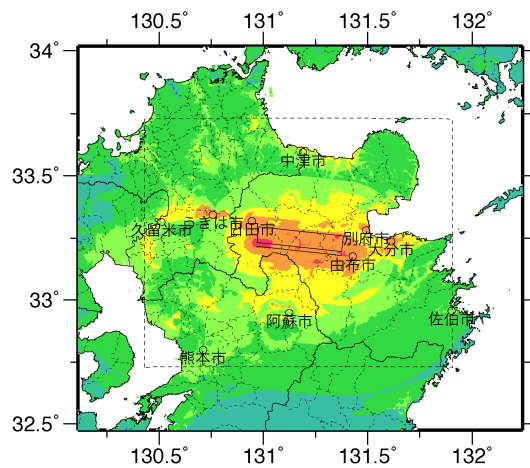 130.5° 131° 131.5° 132°
34°
中津市
33.5°
久留米市 うきは市 日田市 別府市
大分市
由布市
33°
阿蘇市 佐伯市
熊本市
32.5°
130.5° 131° 131.5° 132°